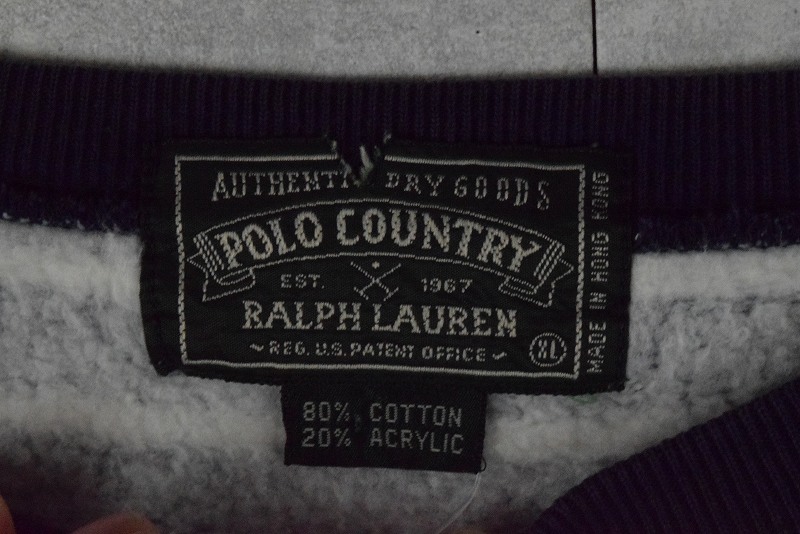 AUTHENTI DRY GOODS
POLO COUNTRY
EST. 1967
RALPH LAUREN
~REG. U.S. PATENT OFFICE~
XL
MADE IN HONG KONG
80% COTTON
20% ACRYLIC